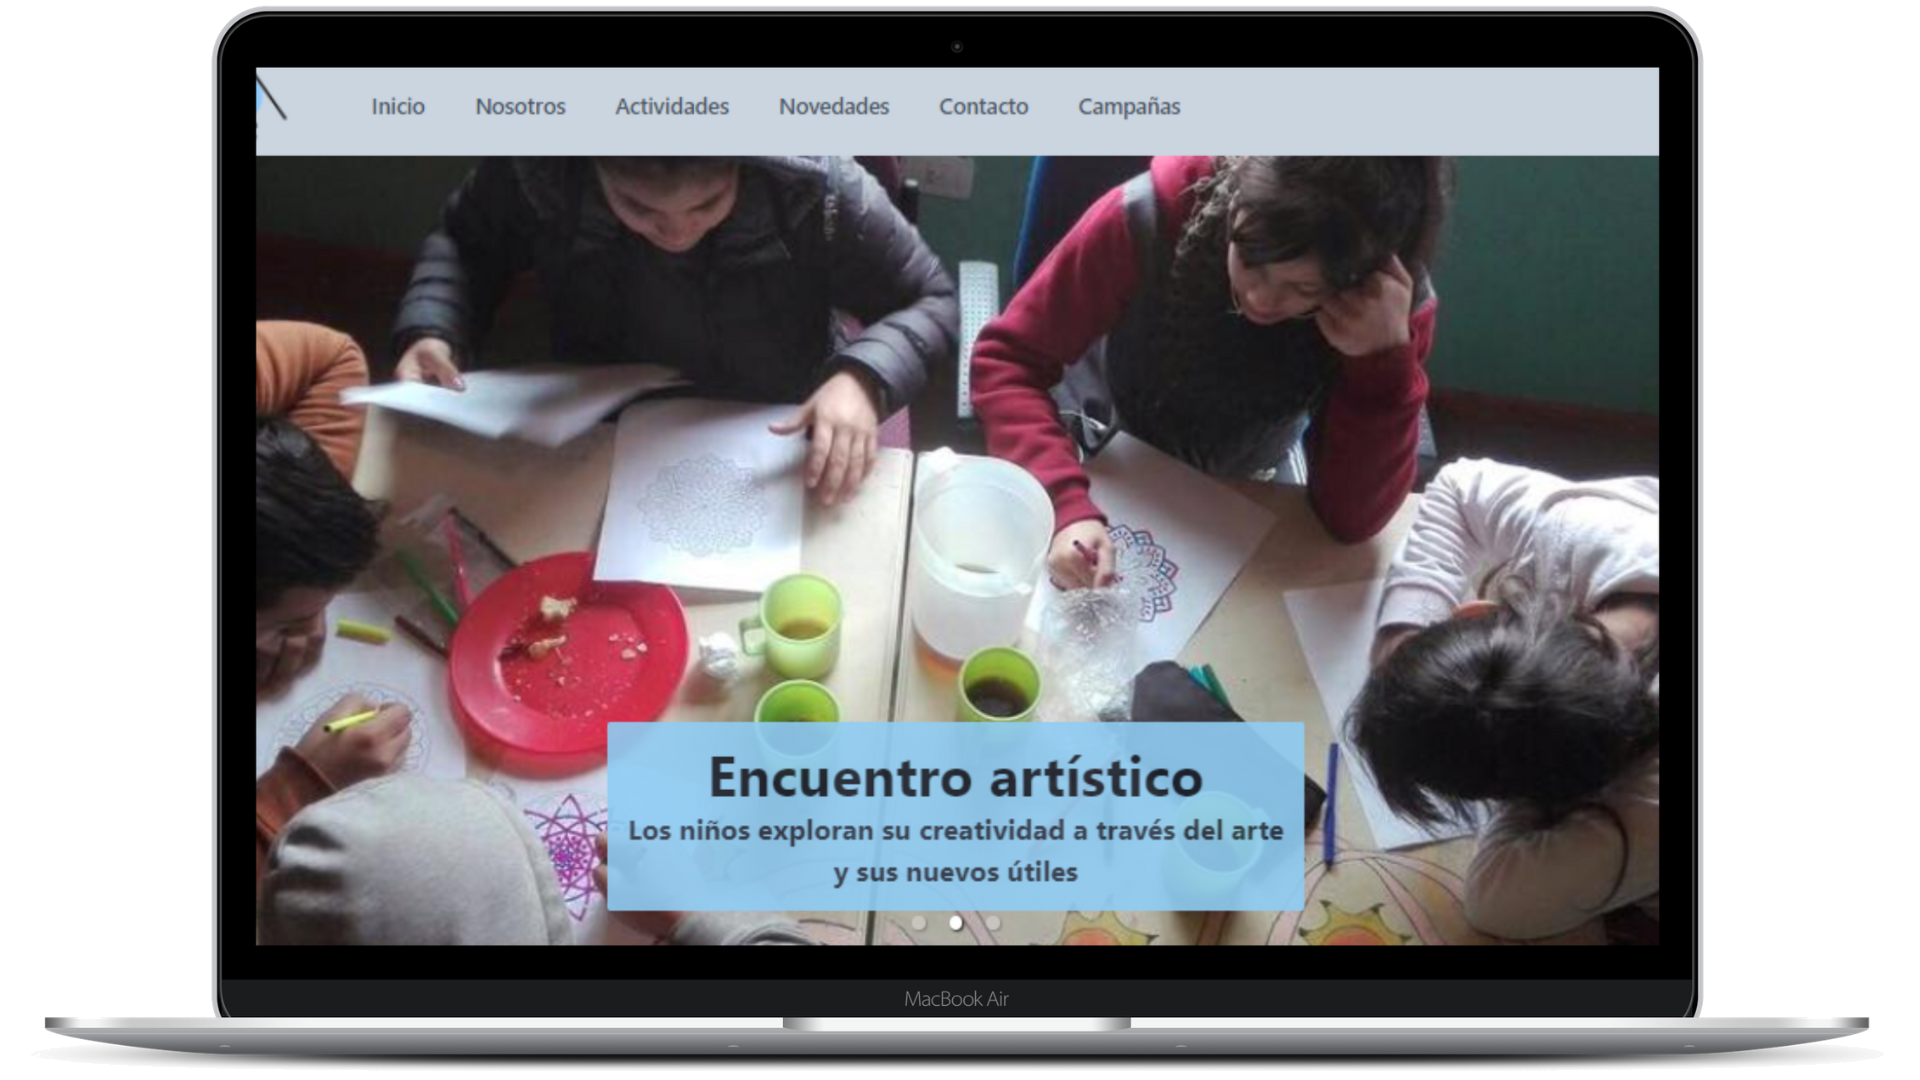 Inicio Nosotros Actividades Novedades Contacto Campañas
Encuentro artístico
Los niños exploran su creatividad a través del arte
y sus nuevos útiles
MacBook Air